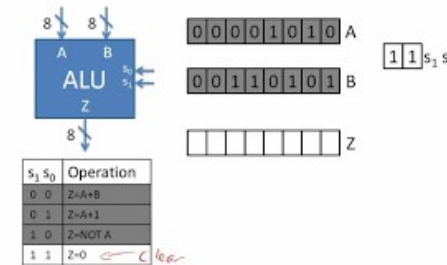 8 8
0 0 0 0 1 0 1 0 A
A B
ALU
s₀
s₁
1 1 s₁ s
0 0 1 1 0 1 0 1 B
Z
8
Z
s₁ s₀ Operation
0 0 Z=A+B
0 1 Z=A+1
1 0 Z=NOT A
1 1 Z=0 Clear